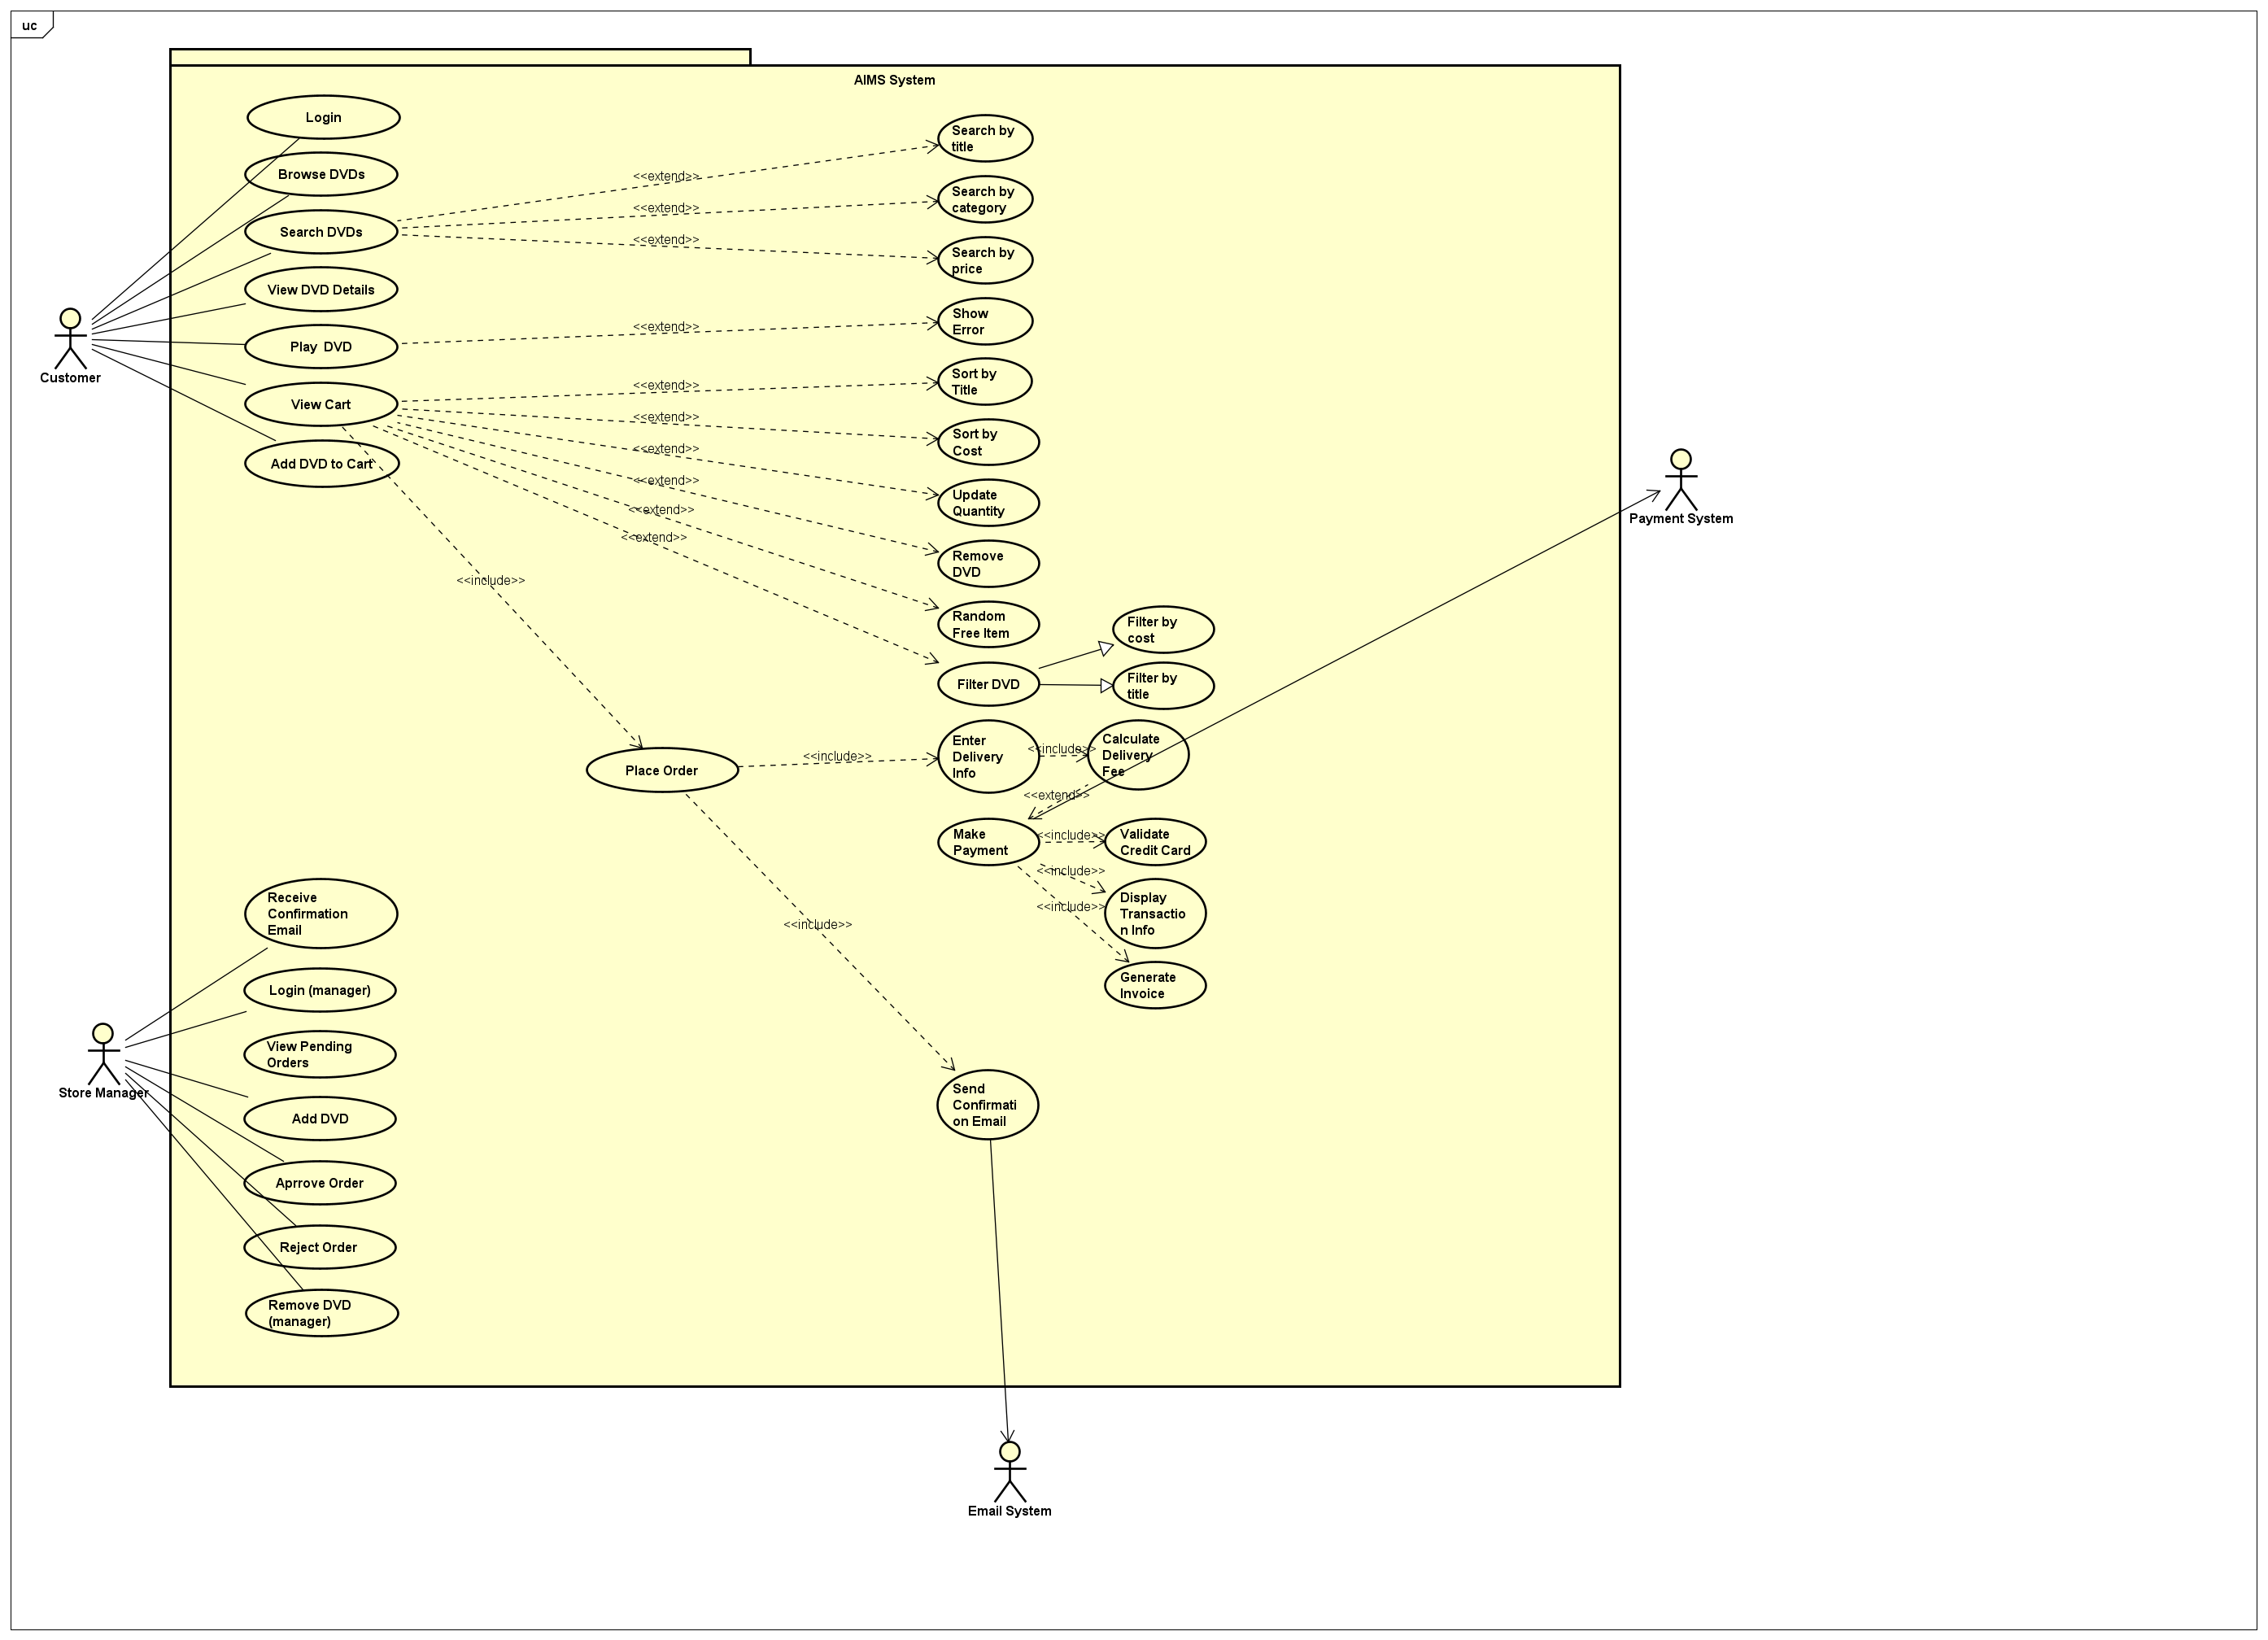 uc
AIMS System
Login
Browse DVDs
Search DVDs
View DVD Details
Play  DVD
View Cart
Add DVD to Cart
Customer
<<extend>>
<<extend>>
<<extend>>
<<extend>>
<<extend>>
<<extend>>
<<extend>>
<<extend>>
<<extend>>
<<extend>>
<<include>>
Search by
title
Search by
category
Search by
price
Show
Error
Sort by
Title
Sort by
Cost
Update
Quantity
Remove
DVD
Random
Free Item
Filter DVD
Filter by
cost
Filter by
title
Payment System
Place Order
<<include>>
Enter
Delivery
Info
<<include>>
Calculate
Delivery
Fee
<<extend>>
Make
Payment
<<include>>
Validate
Credit Card
<<include>>
Display
Transactio
n Info
<<include>>
Generate
Invoice
<<include>>
Receive
Confirmation
Email
Login (manager)
View Pending
Orders
Store Manager
Add DVD
Aprrove Order
Reject Order
Remove DVD
(manager)
Send
Confirmati
on Email
Email System